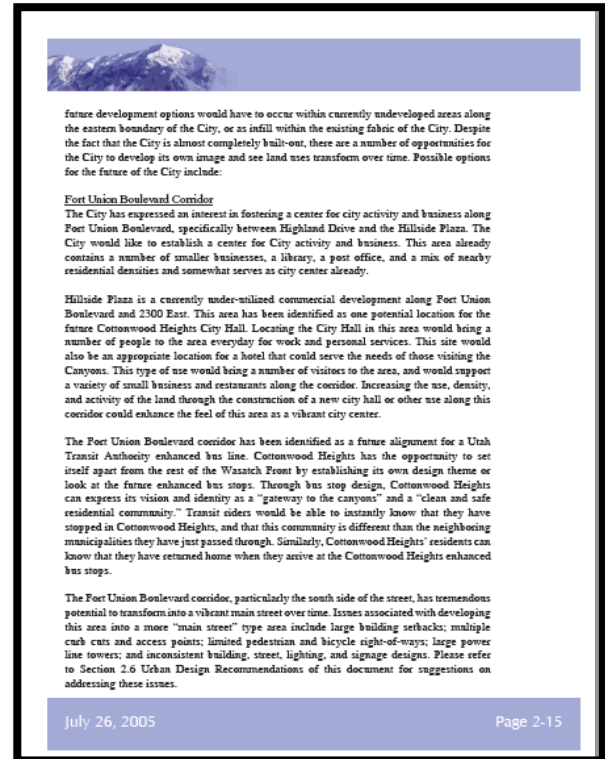 future development options would have to occur within currently undeveloped areas along
the eastern boundary of the City, or as infill within the existing fabric of the City. Despite
the fact that the City is almost completely built-out, there are a number of opportunities for
the City to develop its own image and see land uses transform over time. Possible options
for the future of the City include:
Fort Union Boulevard Corridor
The City has expressed an interest in fostering a center for city activity and business along
Fort Union Boulevard, specifically between Highland Drive and the Hillside Plaza. The
City would like to establish a center for City activity and business. This area already
contains a number of smaller businesses, a library, a post office, and a mix of nearby
residential densities and somewhat serves as city center already.
Hillside Plaza is a currently under-utilized commercial development along Fort Union
Boulevard and 2300 East. This area has been identified as one potential location for the
future Cottonwood Heights City Hall. Locating the City Hall in this area would bring a
number of people to the area everyday for work and personal services. This site would
also be an appropriate location for a hotel that could serve the needs of those visiting the
Canyons. This type of use would bring a number of visitors to the area, and would support
a variety of small business and restaurants along the corridor. Increasing the use, density,
and activity of the land through the construction of a new city hall or other use along this
corridor could enhance the feel of this area as a vibrant city center.
The Fort Union Boulevard corridor has been identified as a future alignment for a Utah
Transit Authority enhanced bus line. Cottonwood Heights has the opportunity to set
itself apart from the rest of the Wasatch Front by establishing its own design theme or
look at the future enhanced bus stops. Through bus stop design, Cottonwood Heights
can express its vision and identity as a “gateway to the canyons” and a “clean and safe
residential community.” Transit riders would be able to instantly know that they have
stopped in Cottonwood Heights, and that this community is different than the neighboring
municipalities they have just passed through. Similarly, Cottonwood Heights’ residents can
know that they have returned home when they arrive at the Cottonwood Heights enhanced
bus stops.
The Fort Union Boulevard corridor, particularly the south side of the street, has tremendous
potential to transform into a vibrant main street over time. Issues associated with developing
this area into a more “main street” type area include large building setbacks; multiple
curb cuts and access points; limited pedestrian and bicycle right-of-ways; large power
line towers; and inconsistent building, street, lighting, and signage designs. Please refer
to Section 2.6 Urban Design Recommendations of this document for suggestions on
addressing these issues.
July 26, 2005
Page 2-15